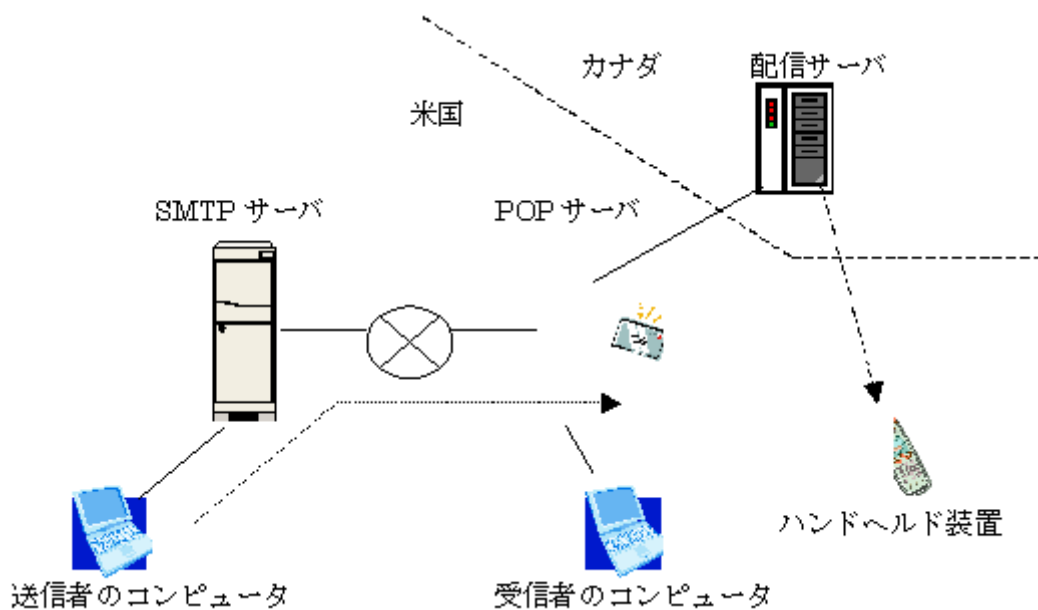 カナダ
配信サーバ
米国
SMTP サーバ
POP サーバ
ハンドヘルド装置
送信者のコンピュータ
受信者のコンピュータ